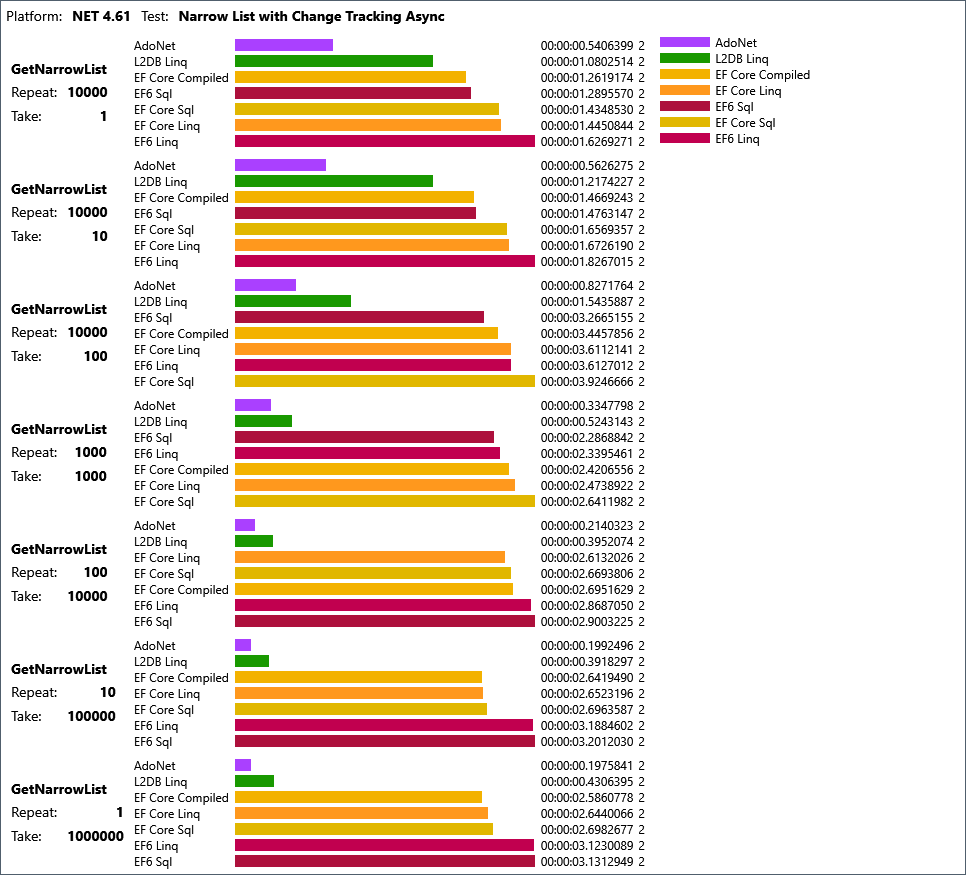 Platform: NET 4.61 Test: Narrow List with Change Tracking Async
AdoNet 00:00:00.5406399 2
L2DB Linq 00:00:01.0802514 2
EF Core Compiled 00:00:01.2619174 2
EF6 Sql 00:00:01.2895570 2
EF Core Sql 00:00:01.4348530 2
EF Core Linq 00:00:01.4450844 2
EF6 Linq 00:00:01.6269271 2
GetNarrowList
Repeat: 10000
Take: 1
AdoNet
L2DB Linq
EF Core Compiled
EF Core Linq
EF6 Sql
EF Core Sql
EF6 Linq
AdoNet 00:00:00.5626275 2
L2DB Linq 00:00:01.2174227 2
EF Core Compiled 00:00:01.4669243 2
EF6 Sql 00:00:01.4763147 2
EF Core Sql 00:00:01.6569357 2
EF Core Linq 00:00:01.6726190 2
EF6 Linq 00:00:01.8267015 2
GetNarrowList
Repeat: 10000
Take: 10
AdoNet 00:00:00.8271764 2
L2DB Linq 00:00:01.5435887 2
EF6 Sql 00:00:03.2665155 2
EF Core Compiled 00:00:03.4457856 2
EF Core Linq 00:00:03.6112141 2
EF6 Linq 00:00:03.6127012 2
EF Core Sql 00:00:03.9246666 2
GetNarrowList
Repeat: 10000
Take: 100
AdoNet 00:00:00.3347798 2
L2DB Linq 00:00:00.5243143 2
EF6 Sql 00:00:02.2868842 2
EF6 Linq 00:00:02.3395461 2
EF Core Compiled 00:00:02.4206556 2
EF Core Linq 00:00:02.4738922 2
EF Core Sql 00:00:02.6411982 2
GetNarrowList
Repeat: 1000
Take: 1000
AdoNet 00:00:00.2140323 2
L2DB Linq 00:00:00.3952074 2
EF Core Linq 00:00:02.6132026 2
EF Core Sql 00:00:02.6693806 2
EF Core Compiled 00:00:02.6951629 2
EF6 Linq 00:00:02.8687050 2
EF6 Sql 00:00:02.9003225 2
GetNarrowList
Repeat: 100
Take: 10000
AdoNet 00:00:00.1992496 2
L2DB Linq 00:00:00.3918297 2
EF Core Compiled 00:00:02.6419490 2
EF Core Linq 00:00:02.6523196 2
EF Core Sql 00:00:02.6963587 2
EF6 Linq 00:00:03.1884602 2
EF6 Sql 00:00:03.2012030 2
GetNarrowList
Repeat: 10
Take: 100000
AdoNet 00:00:00.1975841 2
L2DB Linq 00:00:00.4306395 2
EF Core Compiled 00:00:02.5860778 2
EF Core Linq 00:00:02.6440066 2
EF Core Sql 00:00:02.6982677 2
EF6 Linq 00:00:03.1230089 2
EF6 Sql 00:00:03.1312949 2
GetNarrowList
Repeat: 1
Take: 1000000